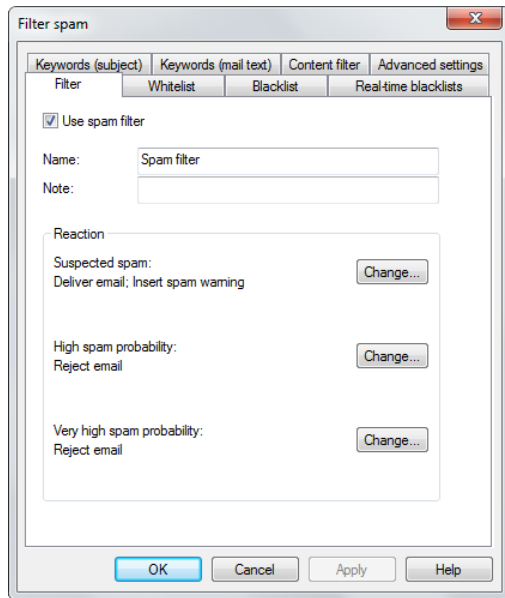 Filter spam
Keywords (subject) Keywords (mail text) Content filter Advanced settings
Filter Whitelist Blacklist Real-time blacklists
Use spam filter
Name: Spam filter
Note:
Reaction
Suspected spam:
Deliver email; Insert spam warning
Change...
High spam probability:
Reject email
Change...
Very high spam probability:
Reject email
Change...
OK Cancel Apply Help